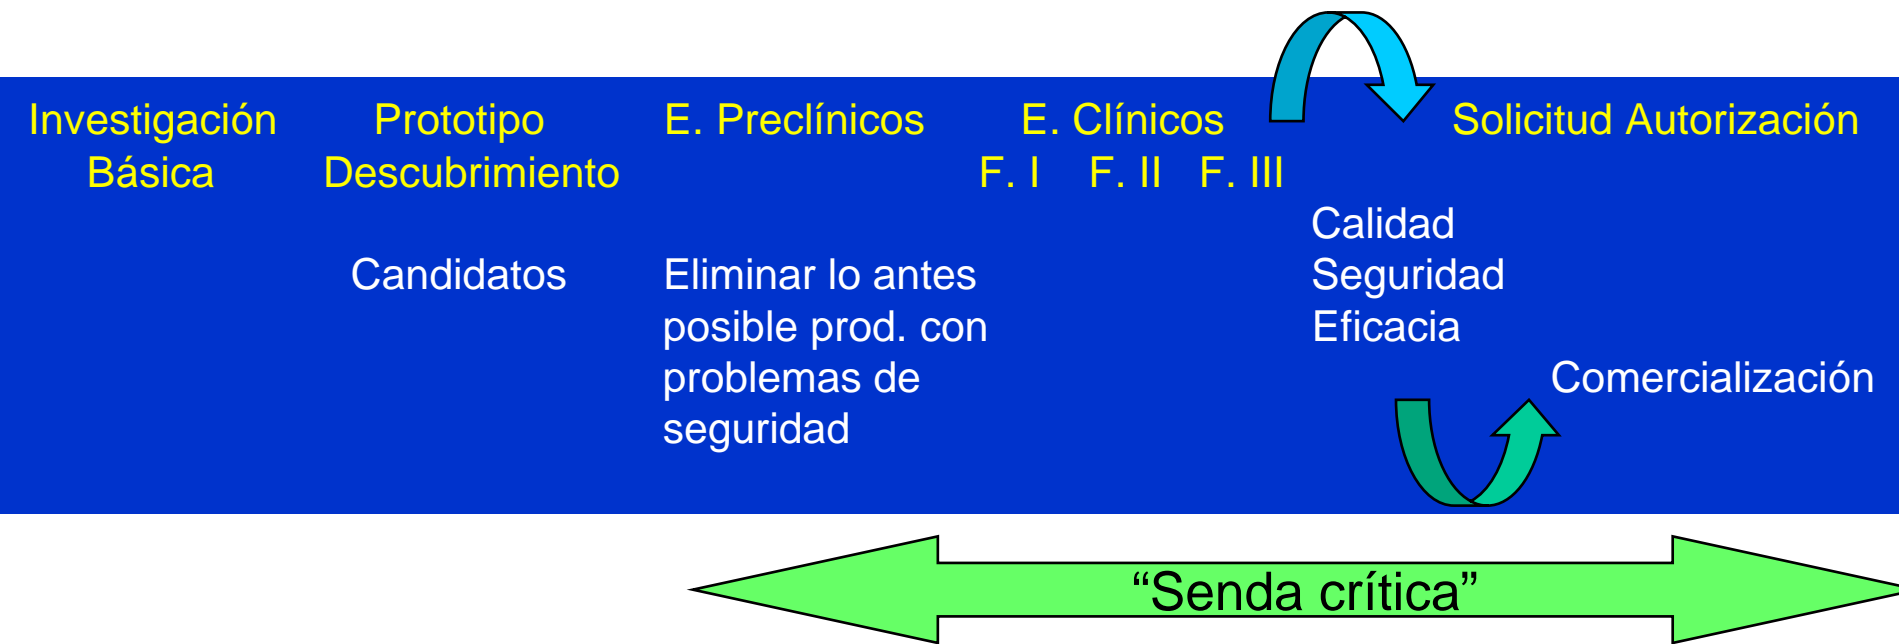 Investigación
Básica
Prototipo
Descubrimiento
E. Preclínicos
E. Clínicos
F. I F. II F. III
Solicitud Autorización
Candidatos
Eliminar lo antes
posible prod. con
problemas de
seguridad
Calidad
Seguridad
Eficacia
Comercialización
“Senda crítica”